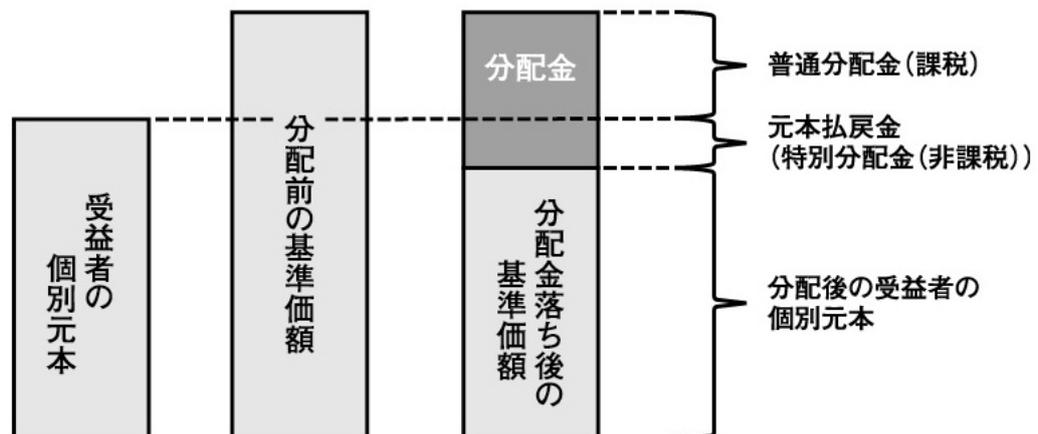 受益者の
個別元本
分配前の基準価額
分配金
分配金落ち後の
基準価額
普通分配金（課税）
元本払戻金
（特別分配金（非課税））
分配後の受益者の
個別元本